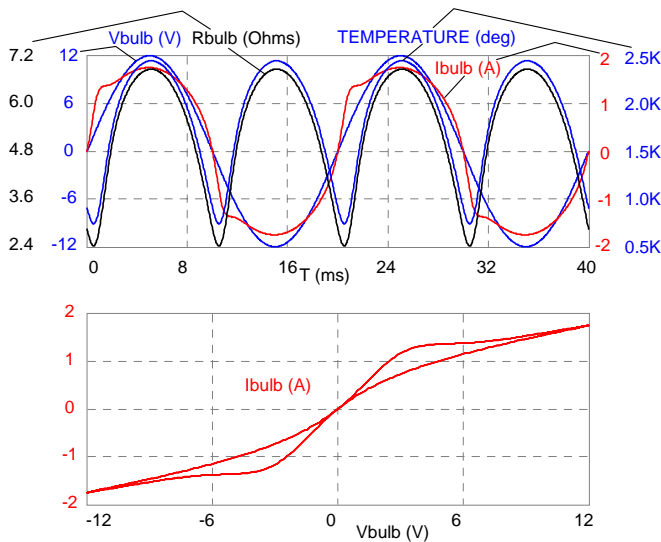 Vbulb (V) Rbulb (Ohms) TEMPERATURE (deg)
Ibulb (A)
7.2 12 2 2.5K
6.0 6 1 2.0K
4.8 0 0 1.5K
3.6 -6 -1 1.0K
2.4 -12 -2 0.5K
0 8 16 24 32 40
T (ms)
2
1
Ibulb (A)
0
-1
-2
-12 -6 0 6 12
Vbulb (V)